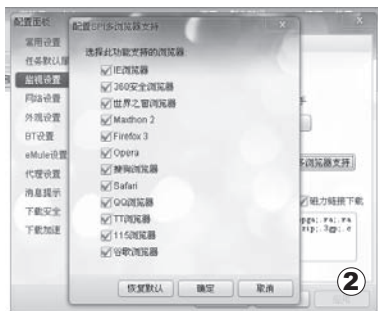 配置面板
配置BPI多浏览器支持
常用设置
任务默认属
监视设置
网络设置
外观设置
BT设置
eMule设置
代理设置
消息提示
下载安全
下载加速
选择此功能支持的浏览器
IE浏览器
360安全浏览器
世界之窗浏览器
Maxthon 2
Firefox 3
Opera
搜狗浏览器
Safari
QQ浏览器
TT浏览器
115浏览器
谷歌浏览器
多浏览器支持
磁力链接下载
恢复默认
确定
取消
②